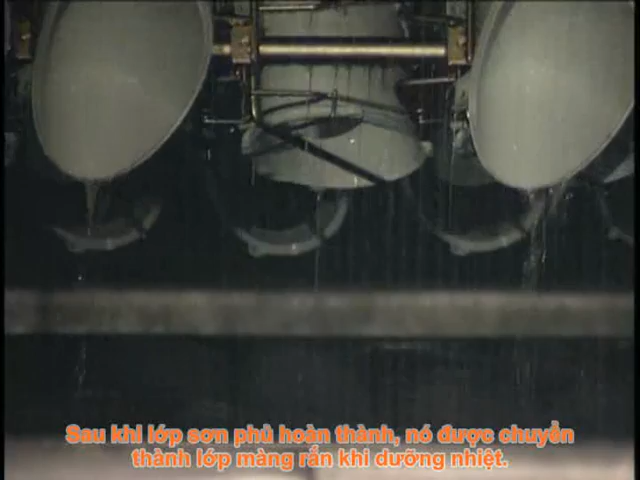 Sau khi lớp sơn phủ hoàn thành, nó được chuyển
thành lớp màng rắn khi dưỡng nhiệt.